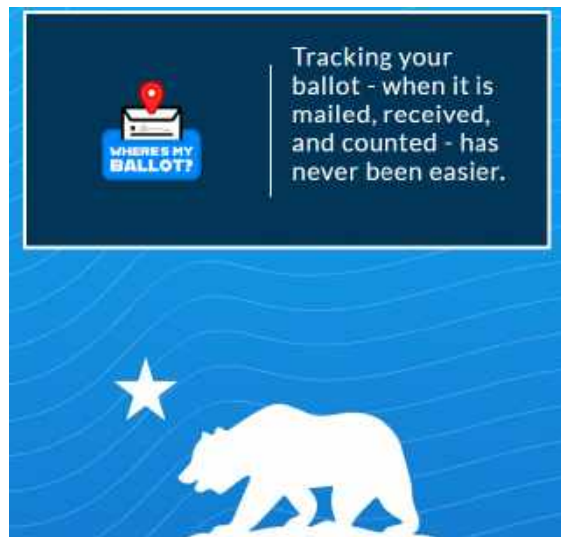 WHERE'S MY
BALLOT?
Tracking your
ballot - when it is
mailed, received,
and counted - has
never been easier.